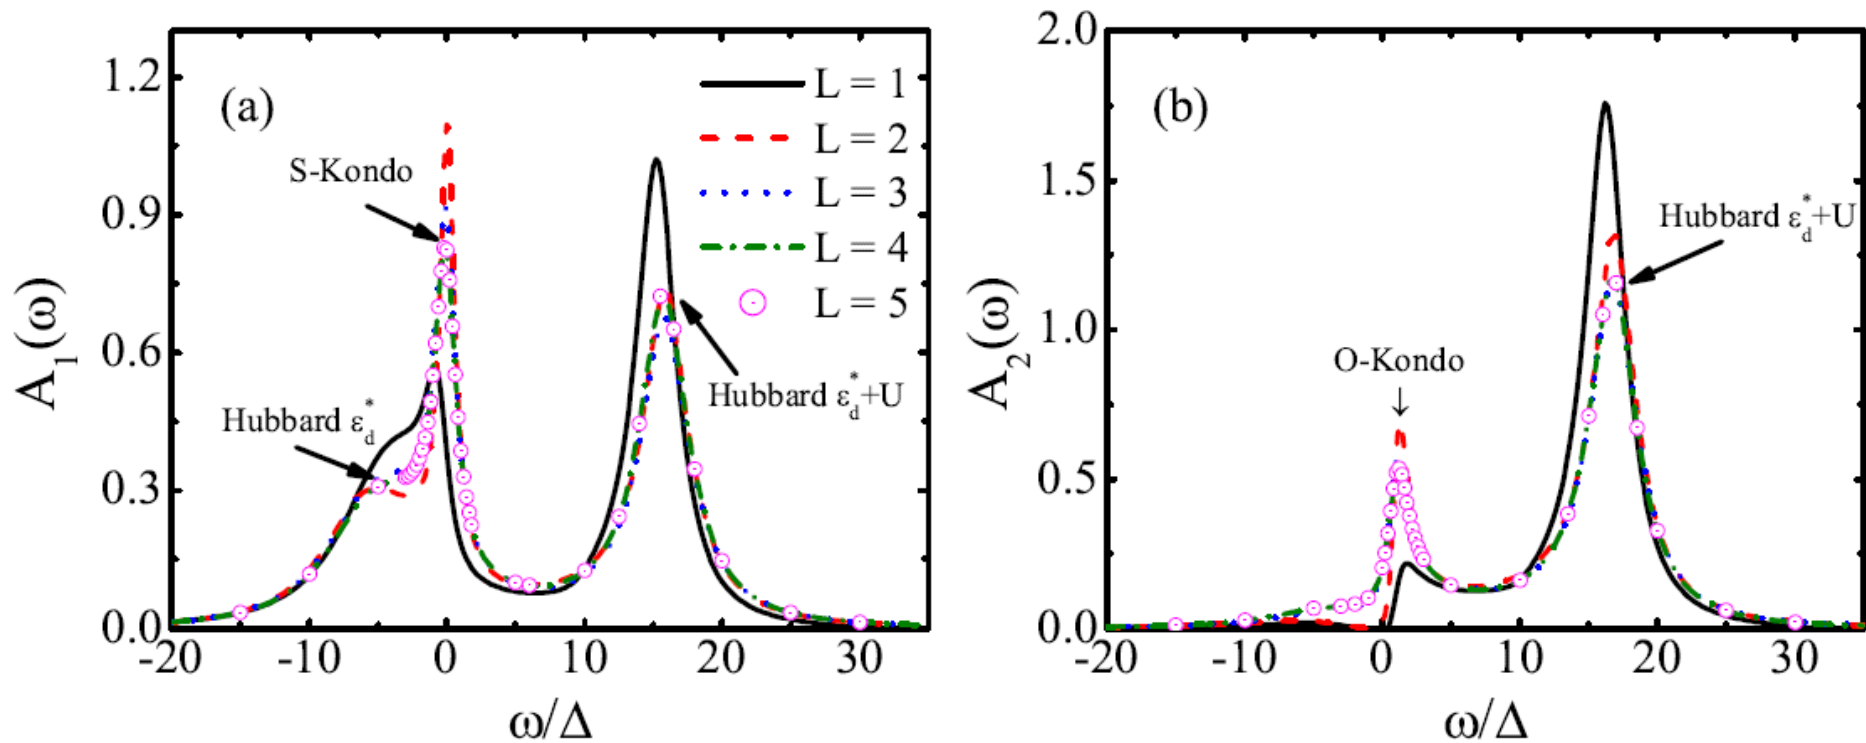 (a)
A₁(ω)
1.2
0.9
0.6
0.3
0.0
-20 -10 0 10 20 30
ω/Δ
S-Kondo
Hubbard ε*d
Hubbard ε*d+U
L = 1
L = 2
L = 3
L = 4
L = 5
(b)
A₂(ω)
2.0
1.5
1.0
0.5
0.0
-20 -10 0 10 20 30
ω/Δ
O-Kondo
↓
Hubbard ε*d+U